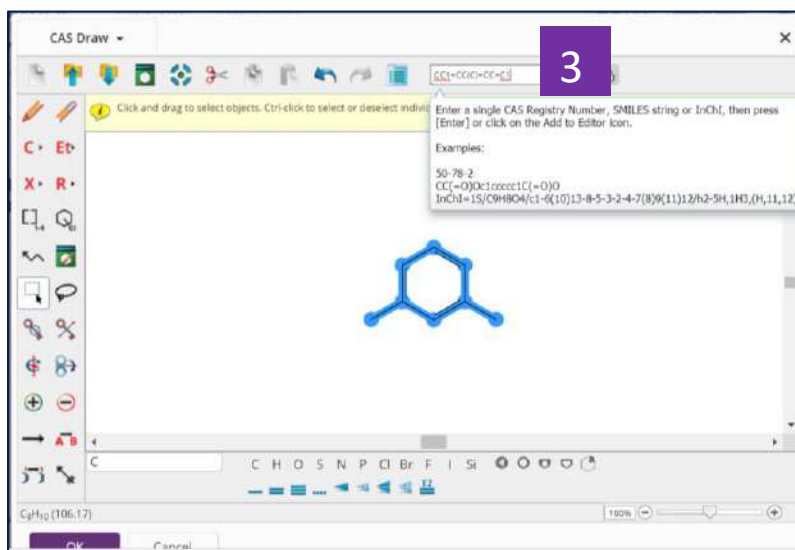 CAS Draw
3
CC1=CC(C)=CC=C1
Click and drag to select objects. Ctrl-click to select or deselect individ
Enter a single CAS Registry Number, SMILES string or InChI, then press
[Enter] or click on the Add to Editor icon.
Examples:
50-78-2
CC(=O)Oc1ccccc1C(=O)O
InChI=1S/C9H8O4/c1-6(10)13-8-5-3-2-4-7(8)9(11)12/h2-5H,1H3,(H,11,12)
C Et
X R
A B
C
C H O S N P Cl Br F I Si
EZ
C8H10 (106.17)
100%
OK Cancel